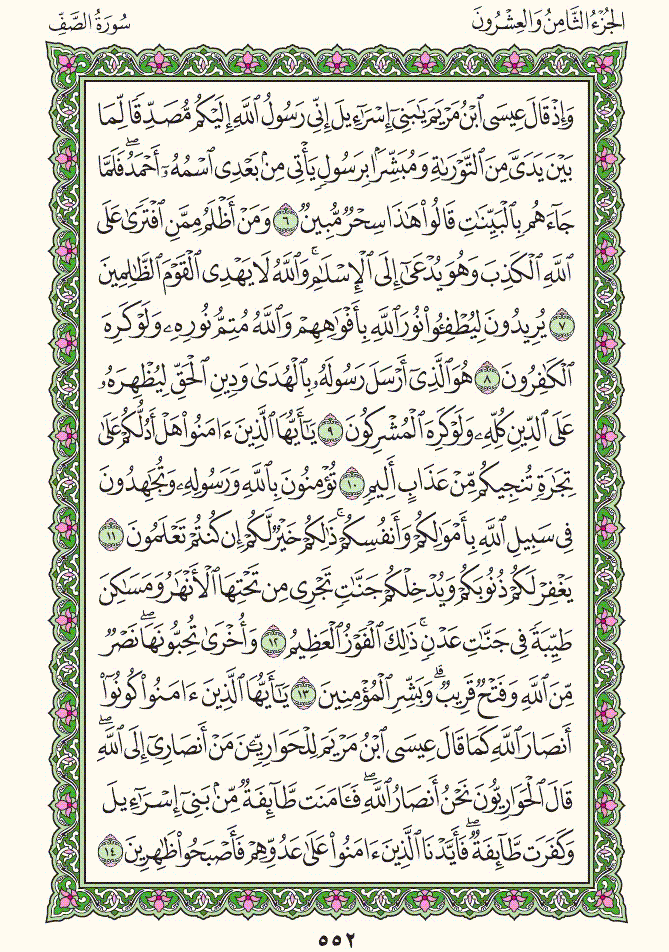 الجُزْءُ الثَّامِنُ وَالعِشْرُونَ
سُورَةُ الصَّفِّ
وَإِذْ قَالَ عِيسَى ٱبْنُ مَرْيَمَ يَٰبَنِىٓ إِسْرَٰٓءِيلَ إِنِّى رَسُولُ ٱللَّهِ إِلَيْكُم مُّصَدِّقًا لِّمَا
بَيْنَ يَدَىَّ مِنَ ٱلتَّوْرَىٰةِ وَمُبَشِّرًۢا بِرَسُولٍ يَأْتِى مِنۢ بَعْدِى ٱسْمُهُۥٓ أَحْمَدُۖ فَلَمَّا
جَآءَهُم بِٱلْبَيِّنَٰتِ قَالُوا۟ هَٰذَا سِحْرٌ مُّبِينٌ ٦ وَمَنْ أَظْلَمُ مِمَّنِ ٱفْتَرَىٰ عَلَى
ٱللَّهِ ٱلْكَذِبَ وَهُوَ يُدْعَىٰٓ إِلَى ٱلْإِسْلَٰمِۚ وَٱللَّهُ لَا يَهْدِى ٱلْقَوْمَ ٱلظَّٰلِمِينَ
٧ يُرِيدُونَ لِيُطْفِـُٔوا۟ نُورَ ٱللَّهِ بِأَفْوَٰهِهِمْ وَٱللَّهُ مُتِمُّ نُورِهِۦ وَلَوْ كَرِهَ
ٱلْكَٰفِرُونَ ٨ هُوَ ٱلَّذِىٓ أَرْسَلَ رَسُولَهُۥ بِٱلْهُدَىٰ وَدِينِ ٱلْحَقِّ لِيُظْهِرَهُۥ
عَلَى ٱلدِّينِ كُلِّهِۦ وَلَوْ كَرِهَ ٱلْمُشْرِكُونَ ٩ يَٰٓأَيُّهَا ٱلَّذِينَ ءَامَنُوا۟ هَلْ أَدُلُّكُمْ عَلَىٰ
تِجَٰرَةٍ تُنجِيكُم مِّنْ عَذَابٍ أَلِيمٍ ١٠ تُؤْمِنُونَ بِٱللَّهِ وَرَسُولِهِۦ وَتُجَٰهِدُونَ
فِى سَبِيلِ ٱللَّهِ بِأَمْوَٰلِكُمْ وَأَنفُسِكُمْۚ ذَٰلِكُمْ خَيْرٌ لَّكُمْ إِن كُنتُمْ تَعْلَمُونَ ١١
يَغْفِرْ لَكُمْ ذُنُوبَكُمْ وَيُدْخِلْكُمْ جَنَّٰتٍ تَجْرِى مِن تَحْتِهَا ٱلْأَنْهَٰرُ وَمَسَٰكِنَ
طَيِّبَةً فِى جَنَّٰتِ عَدْنٍۚ ذَٰلِكَ ٱلْفَوْزُ ٱلْعَظِيمُ ١٢ وَأُخْرَىٰ تُحِبُّونَهَاۖ نَصْرٌ
مِّنَ ٱللَّهِ وَفَتْحٌ قَرِيبٌۗ وَبَشِّرِ ٱلْمُؤْمِنِينَ ١٣ يَٰٓأَيُّهَا ٱلَّذِينَ ءَامَنُوا۟ كُونُوٓا۟
أَنصَارَ ٱللَّهِ كَمَا قَالَ عِيسَى ٱبْنُ مَرْيَمَ لِلْحَوَارِيِّـۧنَ مَنْ أَنصَارِىٓ إِلَى ٱللَّهِۖ
قَالَ ٱلْحَوَارِيُّونَ نَحْنُ أَنصَارُ ٱللَّهِۖ فَـَٔامَنَت طَّآئِفَةٌ مِّنۢ بَنِىٓ إِسْرَٰٓءِيلَ
وَكَفَرَت طَّآئِفَةٌۖ فَأَيَّدْنَا ٱلَّذِينَ ءَامَنُوا۟ عَلَىٰ عَدُوِّهِمْ فَأَصْبَحُوا۟ ظَٰهِرِينَ ١٤
٥٥٢